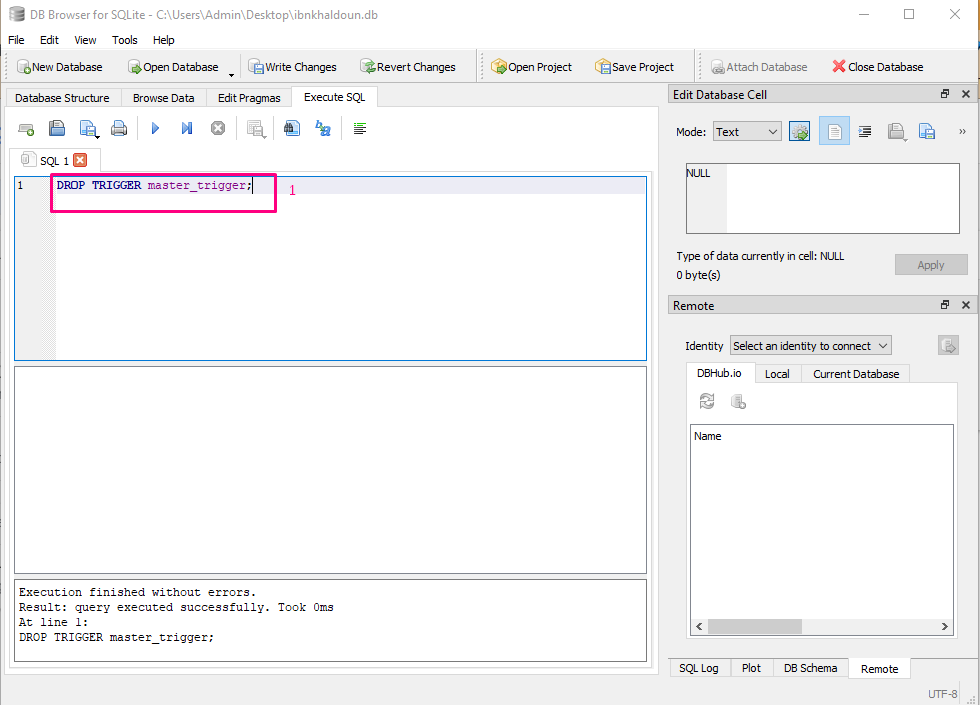 DB Browser for SQLite - C:\Users\Admin\Desktop\ibnkhaldoun.db
File Edit View Tools Help
New Database Open Database Write Changes Revert Changes Open Project Save Project Attach Database Close Database
Database Structure Browse Data Edit Pragmas Execute SQL
SQL 1
1 DROP TRIGGER master_trigger;
1
Execution finished without errors.
Result: query executed successfully. Took 0ms
At line 1:
DROP TRIGGER master_trigger;
Edit Database Cell
Mode: Text
NULL
Type of data currently in cell: NULL
0 byte(s)
Apply
Remote
Identity Select an identity to connect
DBHub.io Local Current Database
Name
SQL Log Plot DB Schema Remote
UTF-8